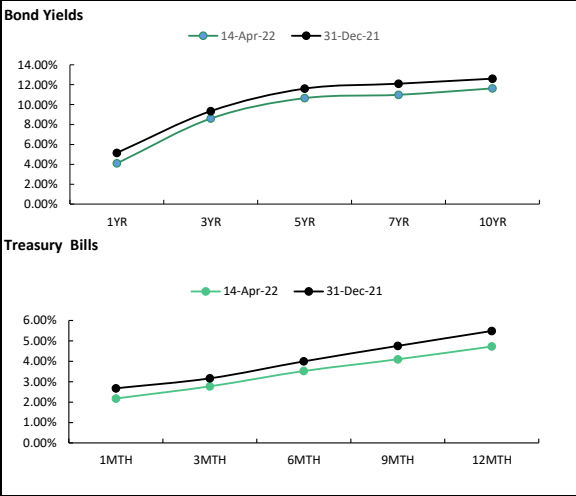 Bond Yields
14-Apr-22 31-Dec-21
14.00%
12.00%
10.00%
8.00%
6.00%
4.00%
2.00%
0.00%
1YR 3YR 5YR 7YR 10YR
Treasury Bills
14-Apr-22 31-Dec-21
6.00%
5.00%
4.00%
3.00%
2.00%
1.00%
0.00%
1MTH 3MTH 6MTH 9MTH 12MTH